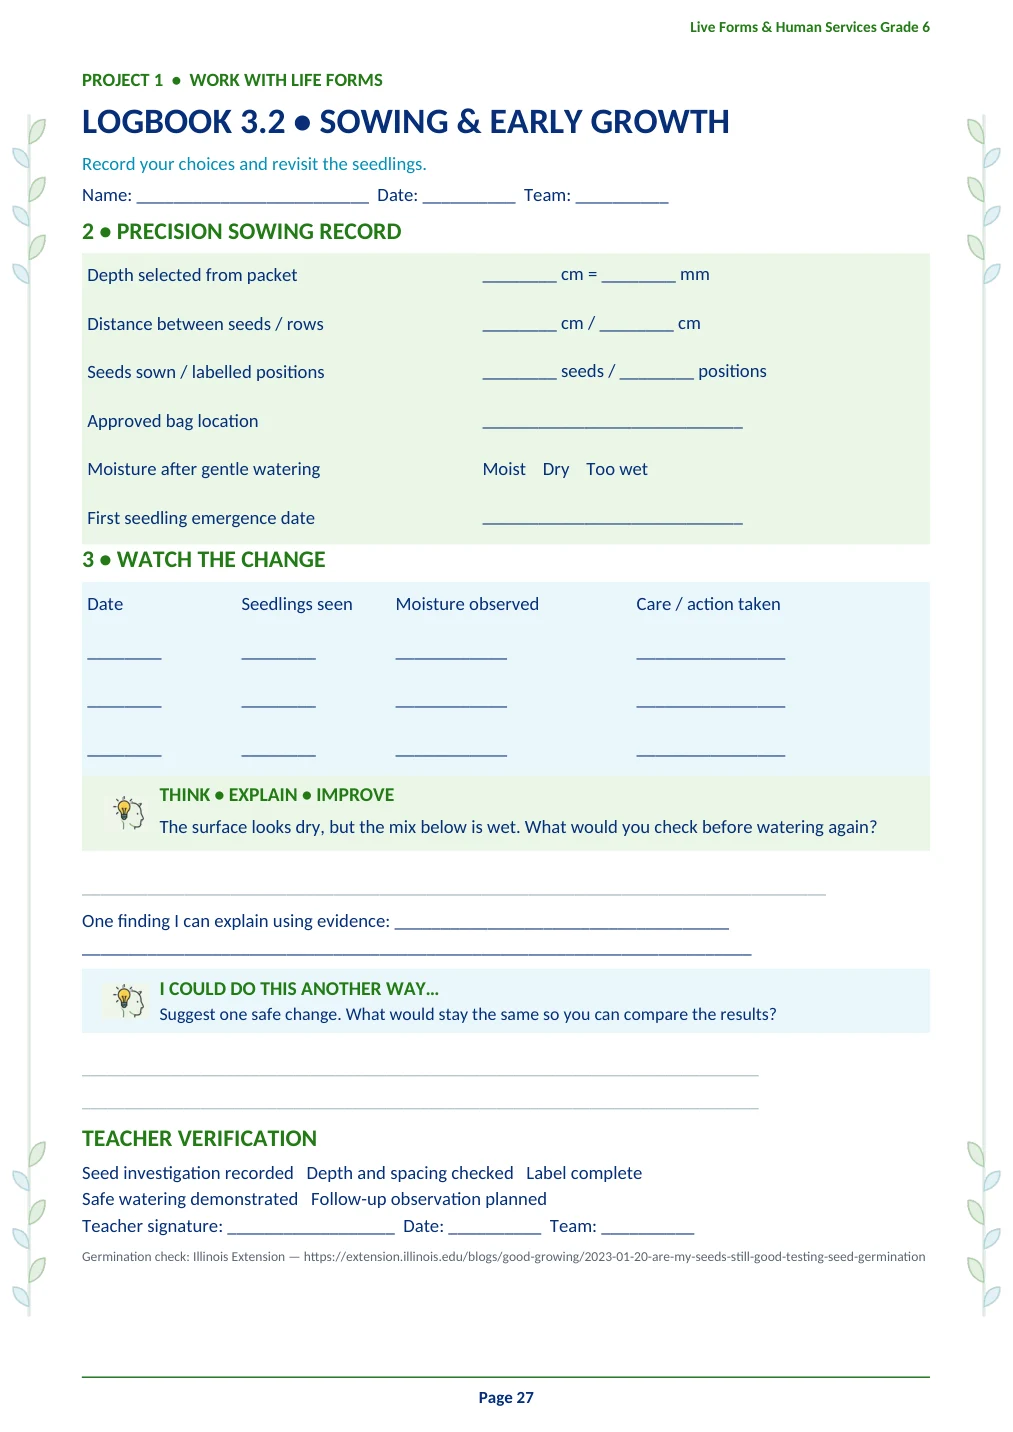 Live Forms & Human Services Grade 6
PROJECT 1 ● WORK WITH LIFE FORMS
LOGBOOK 3.2 ● SOWING & EARLY GROWTH
Record your choices and revisit the seedlings.
Name: _________________________ Date: __________ Team: __________
2 ● PRECISION SOWING RECORD
Depth selected from packet ________ cm = ________ mm
Distance between seeds / rows ________ cm / ________ cm
Seeds sown / labelled positions ________ seeds / ________ positions
Approved bag location ____________________________
Moisture after gentle watering Moist Dry Too wet
First seedling emergence date ____________________________
3 ● WATCH THE CHANGE
Date Seedlings seen Moisture observed Care / action taken
________ ________ ____________ ________________
________ ________ ____________ ________________
________ ________ ____________ ________________
THINK ● EXPLAIN ● IMPROVE
The surface looks dry, but the mix below is wet. What would you check before watering again?
________________________________________________________________________________
One finding I can explain using evidence: ____________________________________
________________________________________________________________________
I COULD DO THIS ANOTHER WAY…
Suggest one safe change. What would stay the same so you can compare the results?
_________________________________________________________________________
_________________________________________________________________________
TEACHER VERIFICATION
Seed investigation recorded Depth and spacing checked Label complete
Safe watering demonstrated Follow-up observation planned
Teacher signature: __________________ Date: __________ Team: __________
Germination check: Illinois Extension — https://extension.illinois.edu/blogs/good-growing/2023-01-20-are-my-seeds-still-good-testing-seed-germination
Page 27